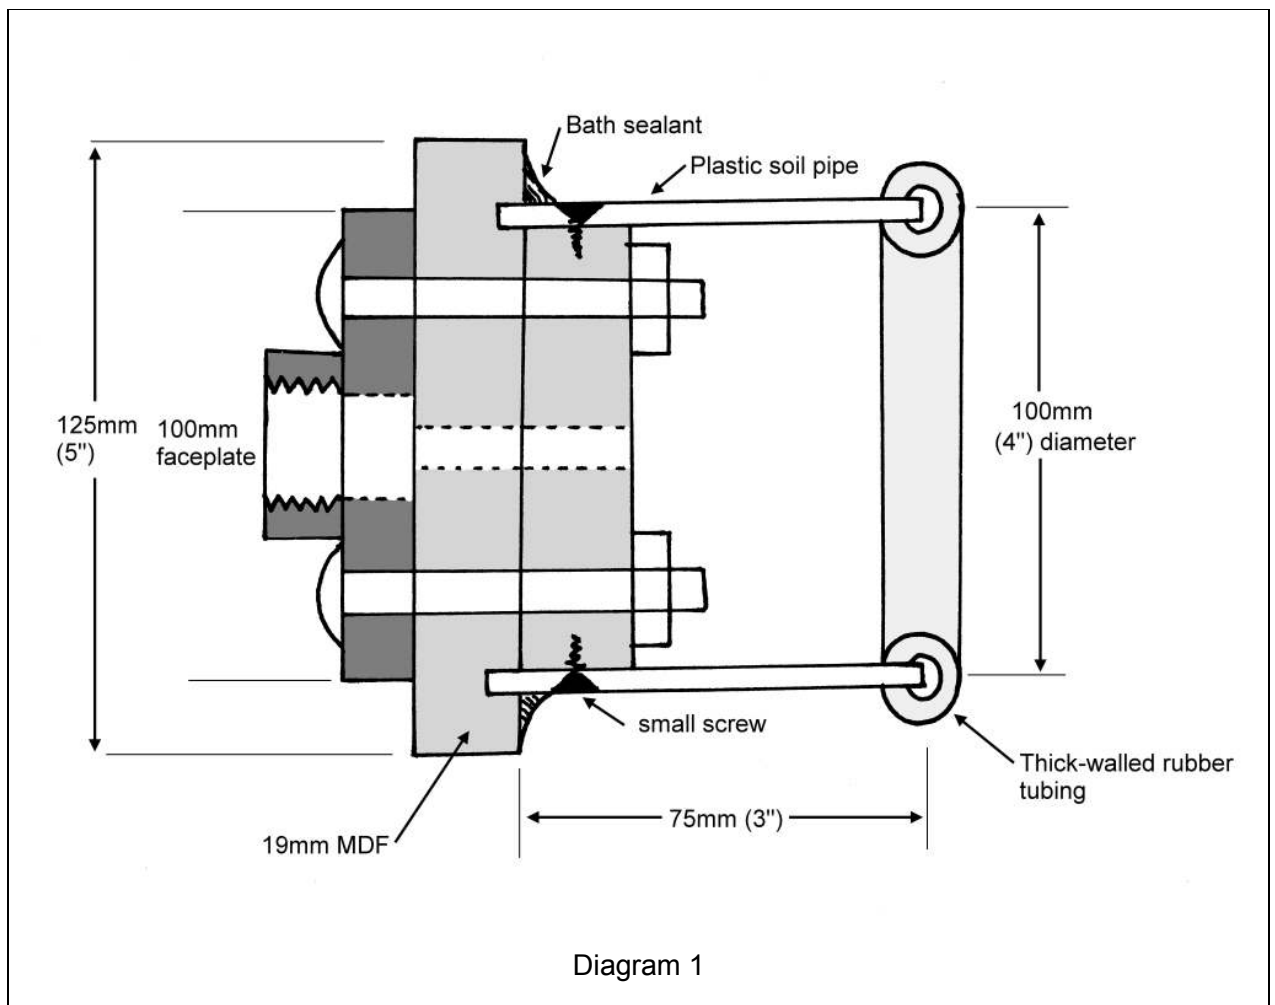 Bath sealant
Plastic soil pipe
125mm
(5")
100mm
faceplate
100mm
(4") diameter
small screw
Thick-walled rubber
tubing
75mm (3")
19mm MDF
Diagram 1